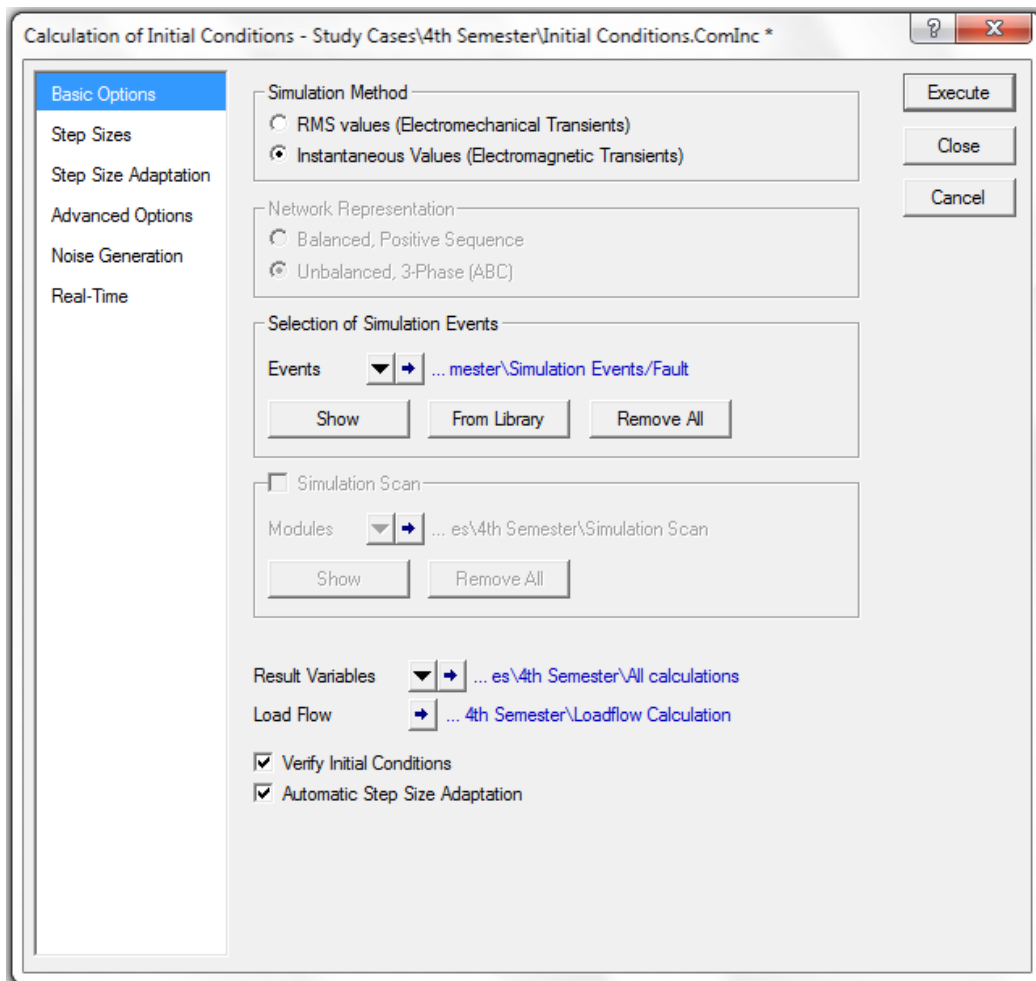 Calculation of Initial Conditions - Study Cases\4th Semester\Initial Conditions.ComInc *
?
Basic Options
Step Sizes
Step Size Adaptation
Advanced Options
Noise Generation
Real-Time
Simulation Method
RMS values (Electromechanical Transients)
Instantaneous Values (Electromagnetic Transients)
Network Representation
Balanced, Positive Sequence
Unbalanced, 3-Phase (ABC)
Selection of Simulation Events
Events ... mester\Simulation Events/Fault
Show From Library Remove All
Simulation Scan
Modules ... es\4th Semester\Simulation Scan
Show Remove All
Result Variables ... es\4th Semester\All calculations
Load Flow ... 4th Semester\Loadflow Calculation
Verify Initial Conditions
Automatic Step Size Adaptation
Execute
Close
Cancel